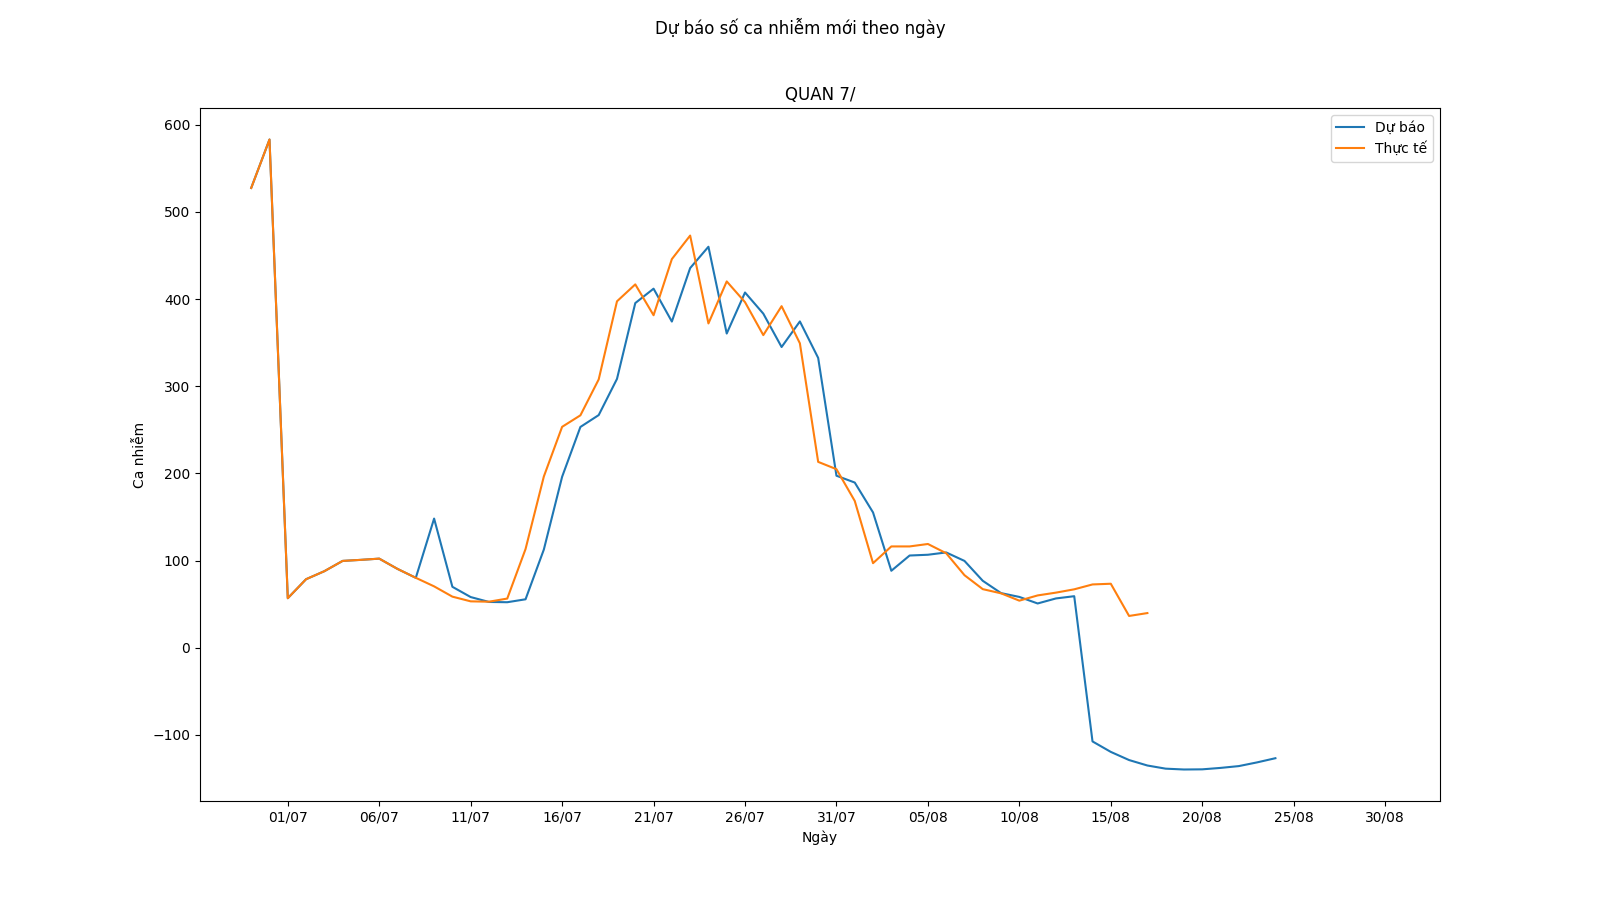 Dự báo số ca nhiễm mới theo ngày
QUAN 7/
Dự báo
Thực tế
600
500
400
300
200
100
0
−100
Ca nhiễm
01/07 06/07 11/07 16/07 21/07 26/07 31/07 05/08 10/08 15/08 20/08 25/08 30/08
Ngày